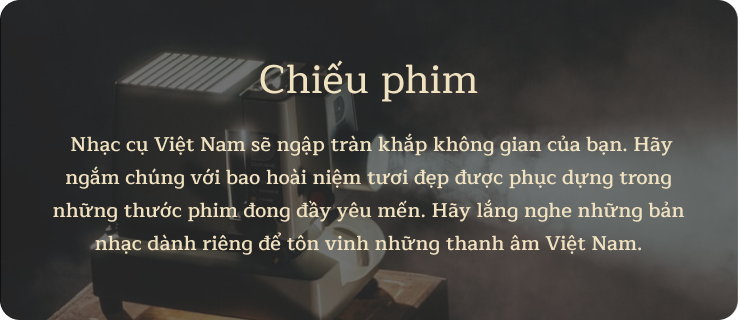 Chiếu phim
Nhạc cụ Việt Nam sẽ ngập tràn khắp không gian của bạn. Hãy
ngắm chúng với bao hoài niệm tươi đẹp được phục dựng trong
những thước phim đong đầy yêu mến. Hãy lắng nghe những bản
nhạc dành riêng để tôn vinh những thanh âm Việt Nam.